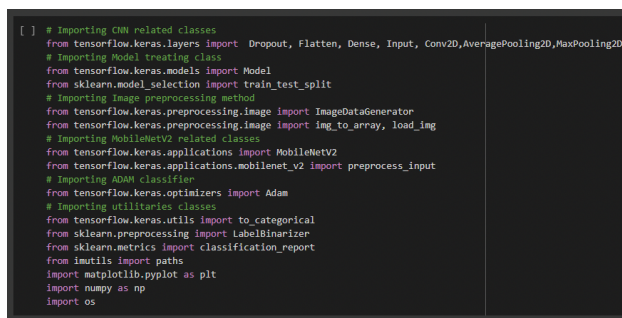 [ ] # Importing CNN related classes
from tensorflow.keras.layers import Dropout, Flatten, Dense, Input, Conv2D,AveragePooling2D,MaxPooling2D
# Importing Model treating class
from tensorflow.keras.models import Model
from sklearn.model_selection import train_test_split
# Importing Image preprocessing method
from tensorflow.keras.preprocessing.image import ImageDataGenerator
from tensorflow.keras.preprocessing.image import img_to_array, load_img
# Importing MobileNetV2 related classes
from tensorflow.keras.applications import MobileNetV2
from tensorflow.keras.applications.mobilenet_v2 import preprocess_input
# Importing ADAM classifier
from tensorflow.keras.optimizers import Adam
# Importing utilitaries classes
from tensorflow.keras.utils import to_categorical
from sklearn.preprocessing import LabelBinarizer
from sklearn.metrics import classification_report
from imutils import paths
import matplotlib.pyplot as plt
import numpy as np
import os